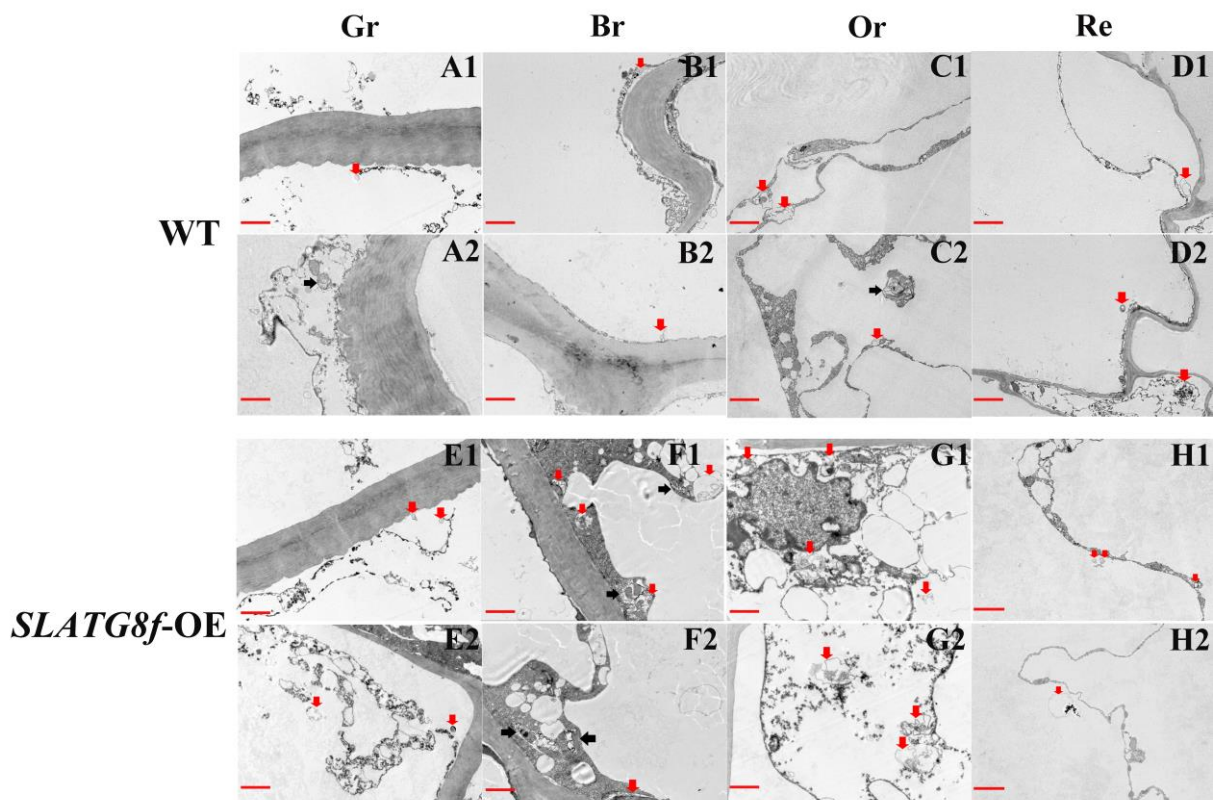 Gr Br Or Re
A1 B1 C1 D1
WT
A2 B2 C2 D2
E1 F1 G1 H1
SLATG8f-OE
E2 F2 G2 H2